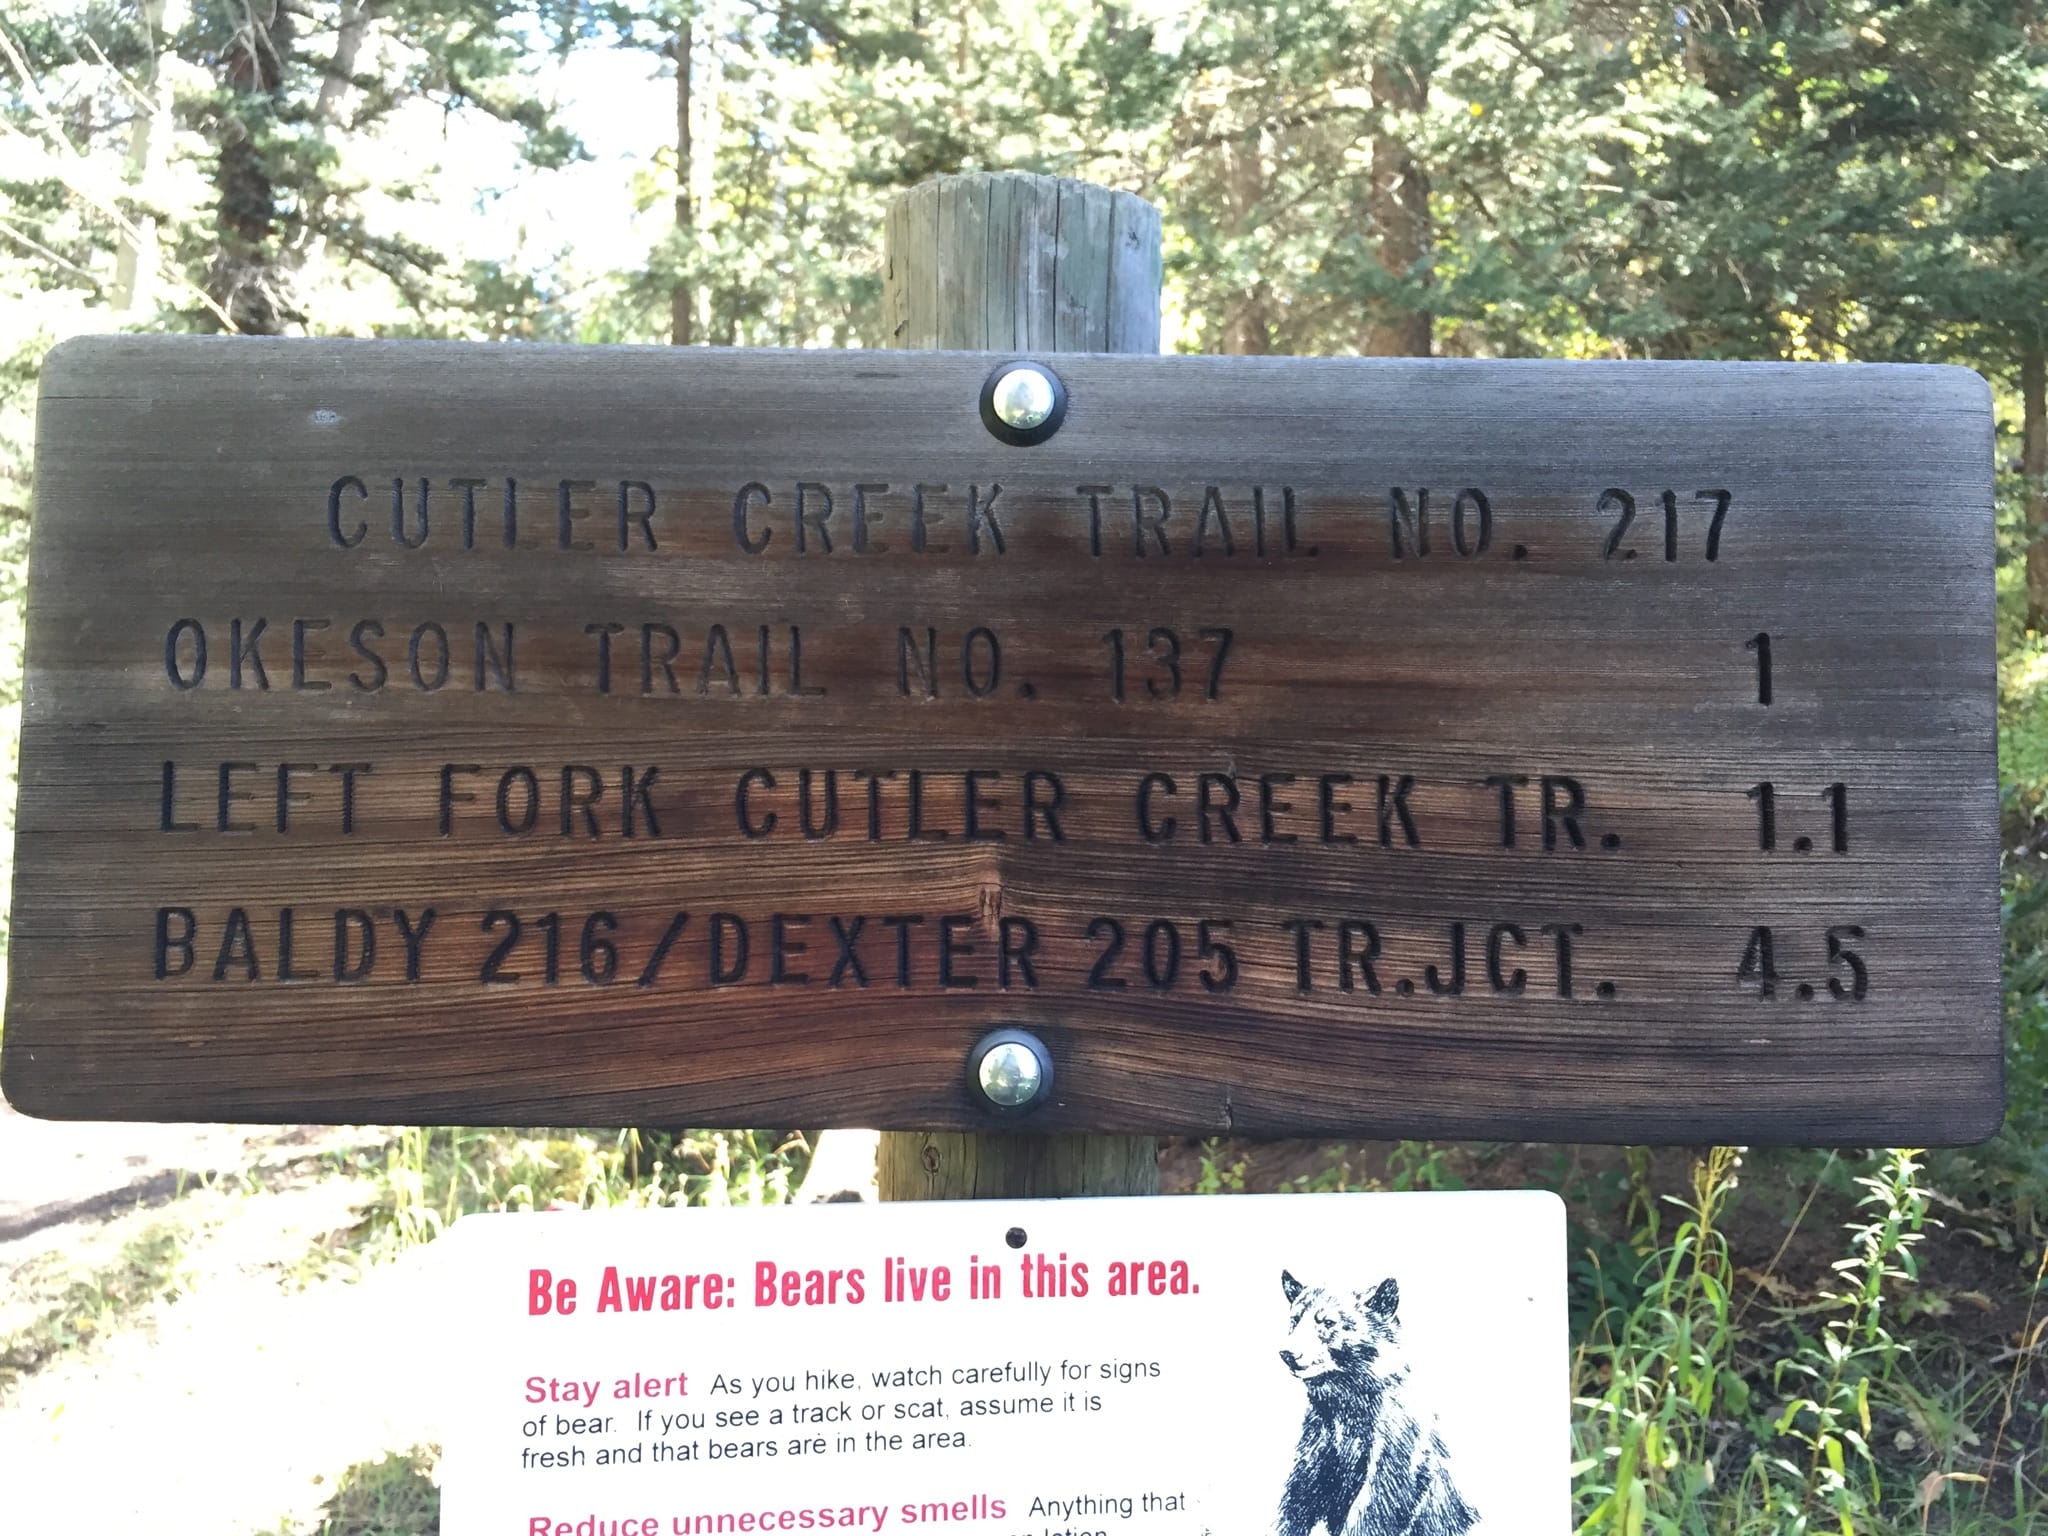 CUTLER CREEK TRAIL NO. 217
OKESON TRAIL NO. 137 1
LEFT FORK CUTLER CREEK TR. 1.1
BALDY 216/DEXTER 205 TR.JCT. 4.5
Be Aware: Bears live in this area.
Stay alert As you hike, watch carefully for signs
of bear. If you see a track or scat, assume it is
fresh and that bears are in the area.
Reduce unnecessary smells Anything that